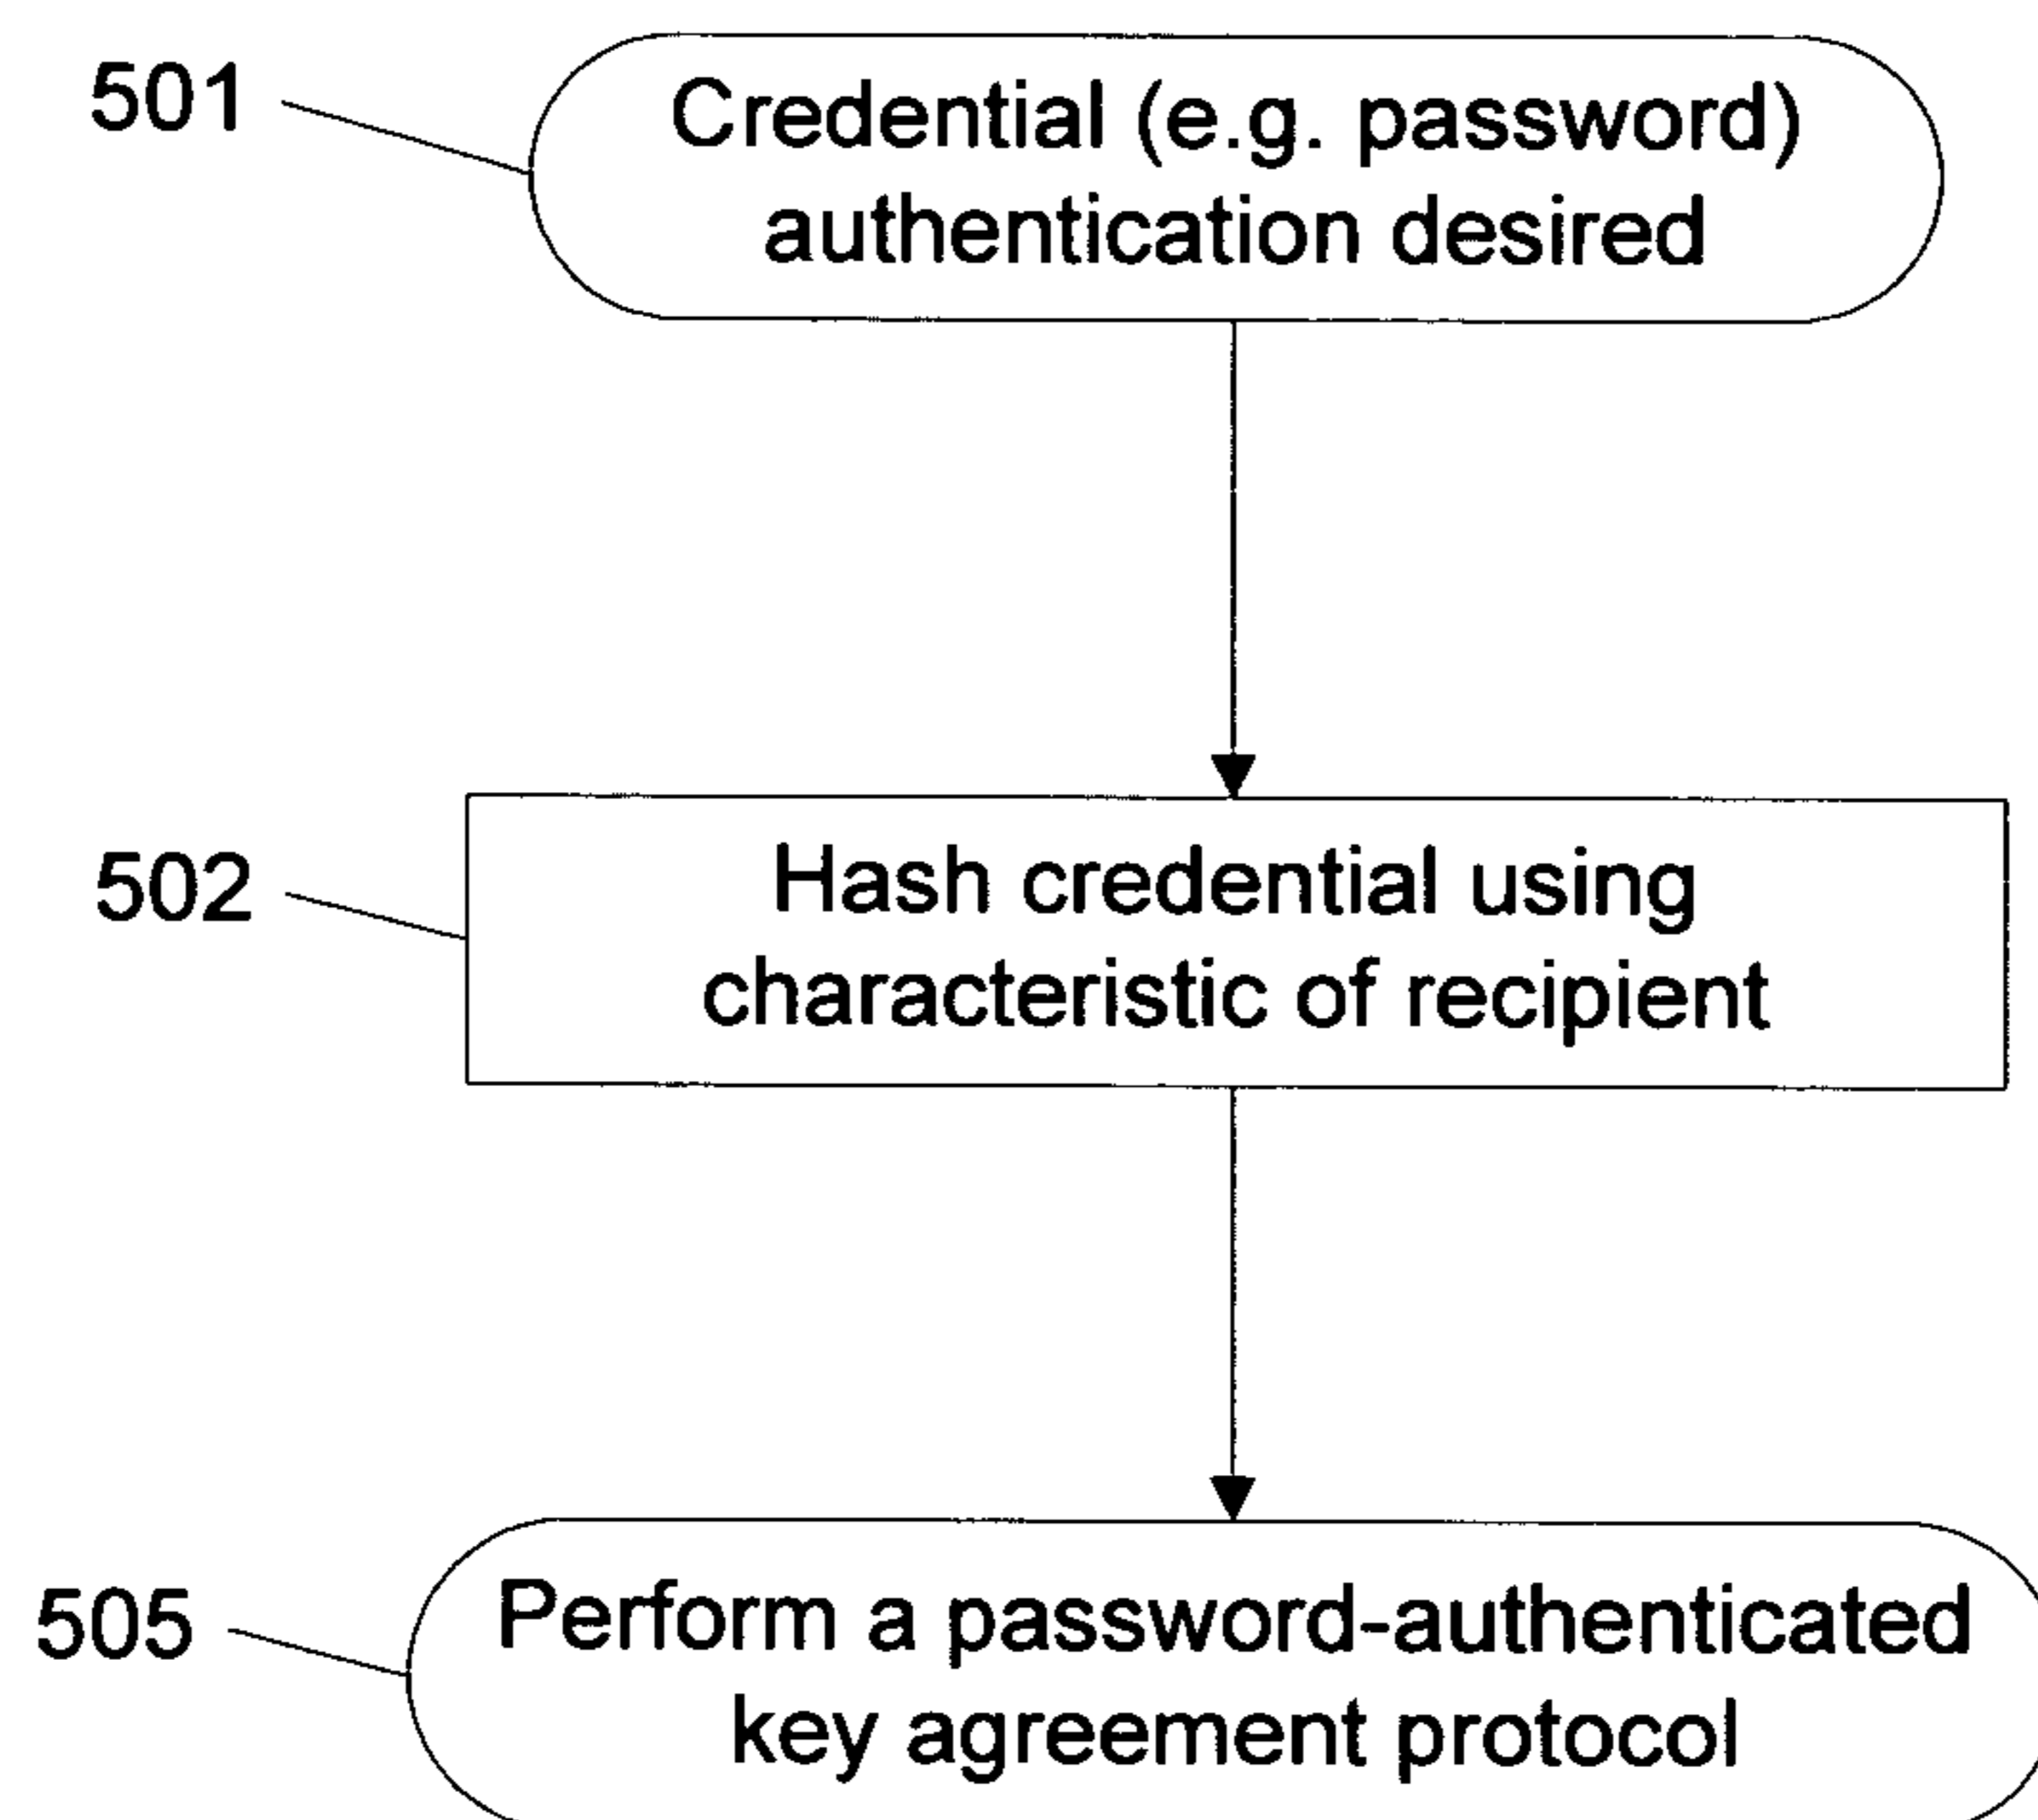 501
Credential (e.g. password)
authentication desired
502
Hash credential using
characteristic of recipient
505
Perform a password-authenticated
key agreement protocol